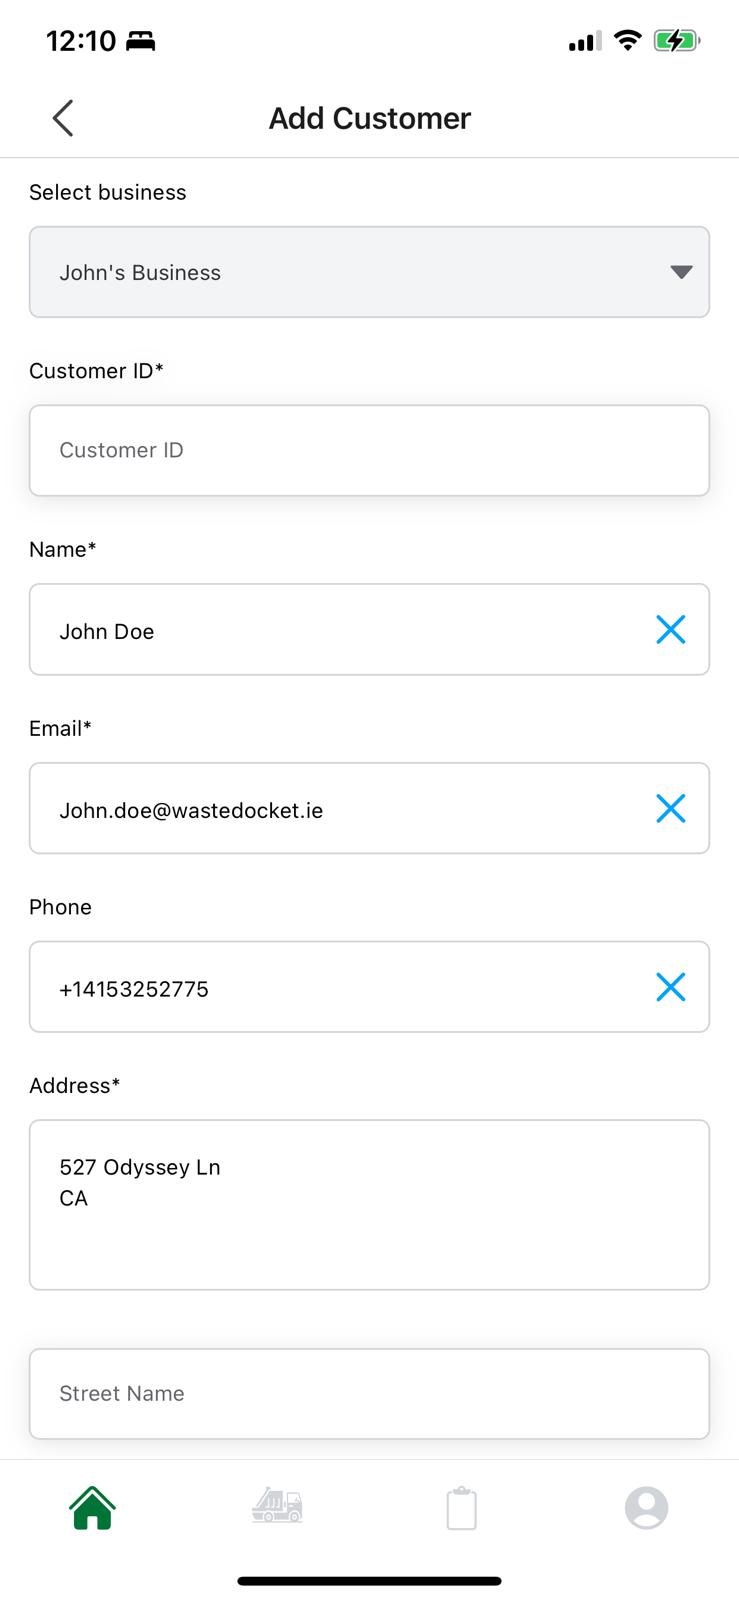 12:10
Add Customer
Select business
John's Business
Customer ID*
Customer ID
Name*
John Doe
Email*
John.doe@wastedocket.ie
Phone
+14153252775
Address*
527 Odyssey Ln
CA
Street Name